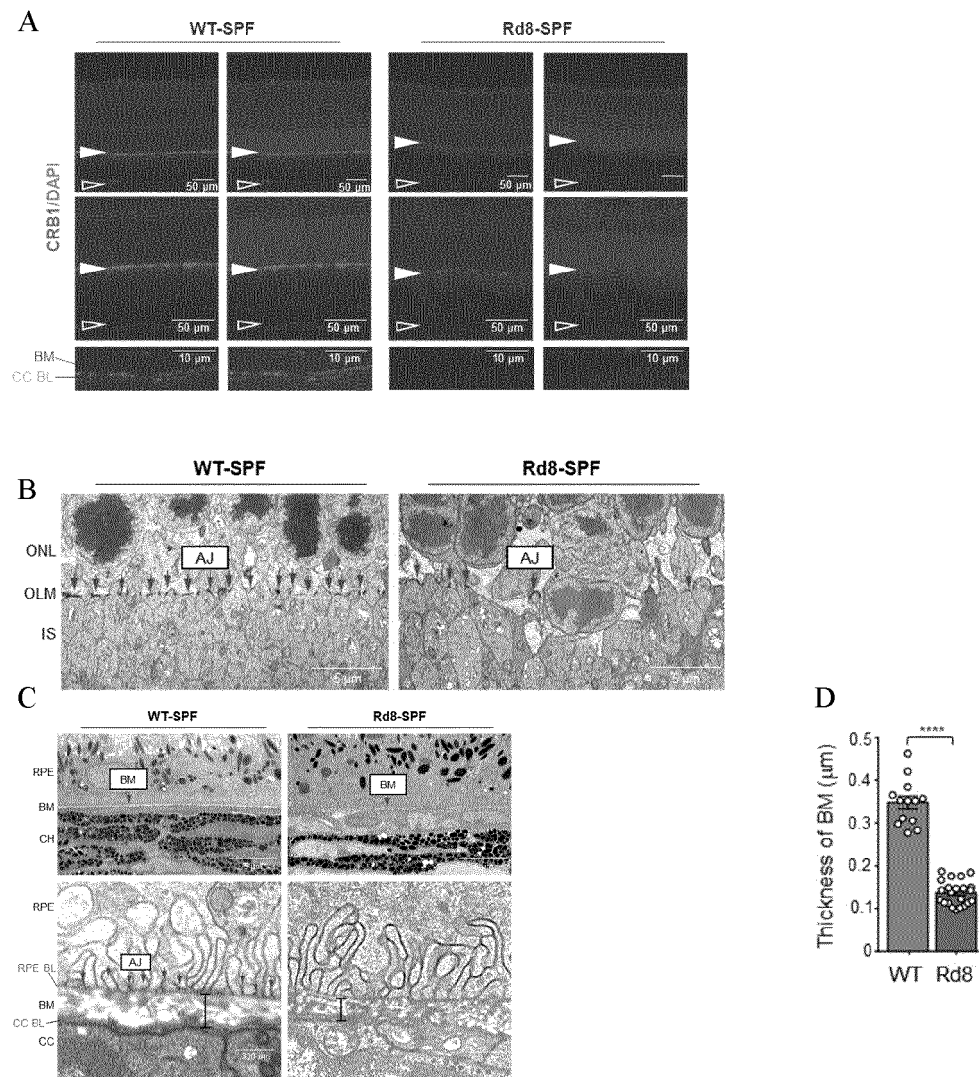 A
WT-SPF
Rd8-SPF
CRB1/DAPI
50 µm
50 µm
50 µm
50 µm
50 µm
50 µm
50 µm
BM
CC BL
10 µm
10 µm
10 µm
10 µm
B
WT-SPF
Rd8-SPF
ONL
AJ
AJ
OLM
IS
5 µm
5 µm
C
WT-SPF
Rd8-SPF
RPE
BM
BM
BM
CH
RPE
AJ
RPE BL
BM
CC BL
CC
D
****
Thickness of BM (µm)
0.5
0.4
0.3
0.2
0.1
0
WT
Rd8